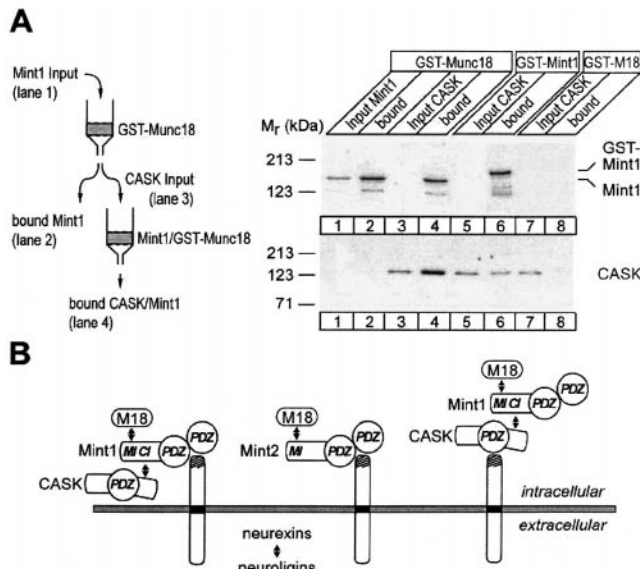 A
Mint1 Input
(lane 1)
GST-Munc18
CASK Input
(lane 3)
bound Mint1
(lane 2)
Mint1/GST-Munc18
bound CASK/Mint1
(lane 4)
GST-Munc18
GST-Mint1
GST-M18
Input Mint1
bound
Input CASK
bound
Input CASK
bound
Input CASK
bound
Mr (kDa)
213
123
GST-
Mint1
Mint1
1 2 3 4 5 6 7 8
213
123
71
CASK
1 2 3 4 5 6 7 8
B
M18
Mint1
MI CI
PDZ
PDZ
CASK
PDZ
M18
Mint2
MI
PDZ
PDZ
M18
Mint1
MI CI
PDZ
PDZ
CASK
PDZ
intracellular
extracellular
neurexins
neuroligins